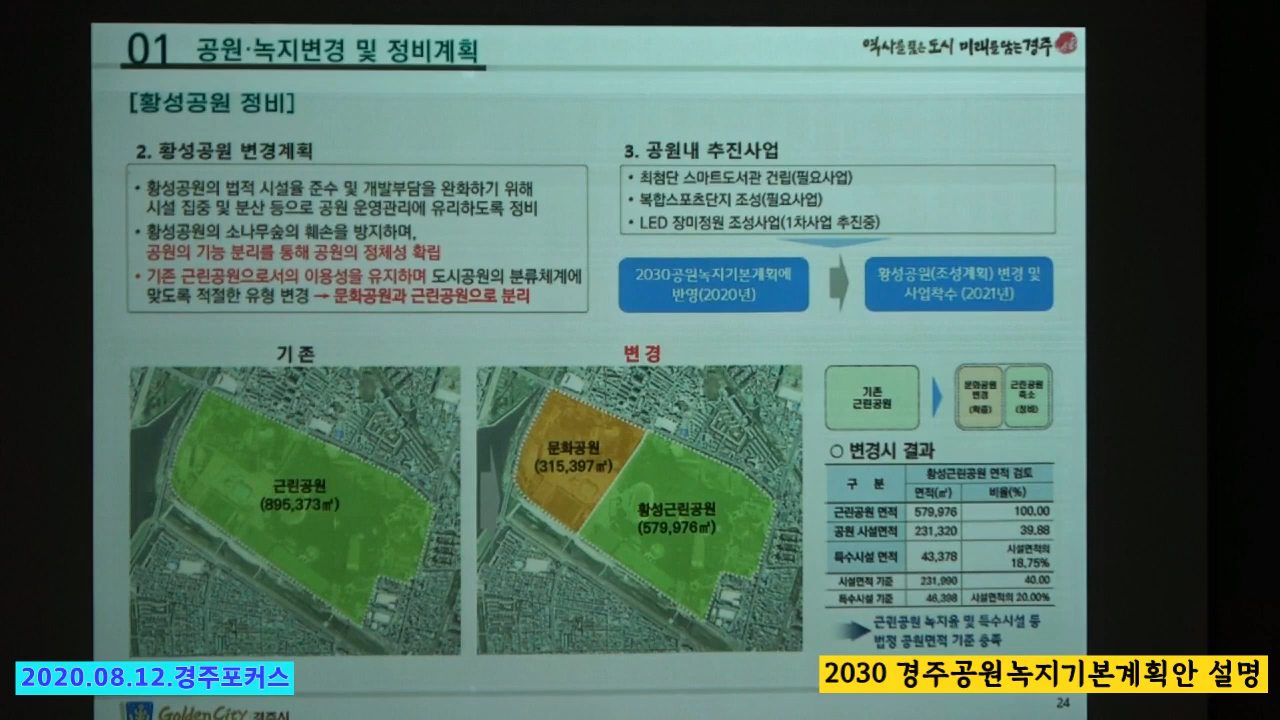 01 공원·녹지변경 및 정비계획
역사를 품은 도시 미래를 담는 경주
[황성공원 정비]
2. 황성공원 변경계획
• 황성공원의 법적 시설율 준수 및 개발부담을 완화하기 위해
시설 집중 및 분산 등으로 공원 운영관리에 유리하도록 정비
• 황성공원의 소나무숲의 훼손을 방지하며,
공원의 기능 분리를 통해 공원의 정체성 확립
• 기존 근린공원으로서의 이용성을 유지하며 도시공원의 분류체계에
맞도록 적절한 유형 변경 → 문화공원과 근린공원으로 분리
3. 공원내 추진사업
• 최첨단 스마트도서관 건립(필요사업)
• 복합스포츠단지 조성(필요사업)
• LED 장미정원 조성사업(1차사업 추진중)
2030공원녹지기본계획에
반영(2020년)
황성공원(조성계획) 변경 및
사업착수 (2021년)
기 존
근린공원
(895,373㎡)
변 경
문화공원
(315,397㎡)
황성근린공원
(579,976㎡)
기존
근린공원
문화공원
변경
(확충)
근린공원
축소
(정비)
○ 변경시 결과
구 분 황성근린공원 면적 검토
면적(㎡) 비율(%)
근린공원 면적 579,976 100.00
공원 시설면적 231,320 39.88
특수시설 면적 43,378 시설면적의
18.75%
시설면적 기준 231,990 40.00
특수시설 기준 46,398 시설면적의 20.00%
근린공원 녹지율 및 특수시설 등
법정 공원면적 기준 충족
2020.08.12.경주포커스
2030 경주공원녹지기본계획안 설명
24
Golden City 경주시